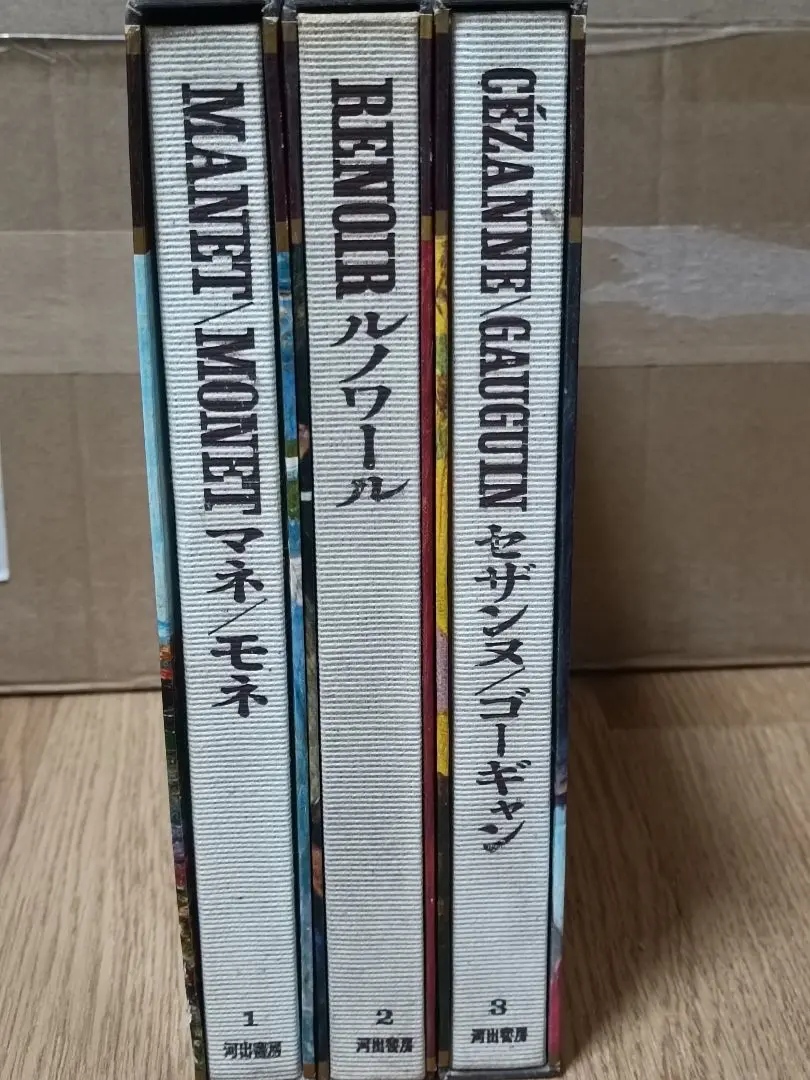 MANET/MONET マネ/モネ
1
河出書房
RENOIR ルノワール
2
河出書房
CÉZANNE/GAUGUIN セザンヌ/ゴーギャン
3
河出書房